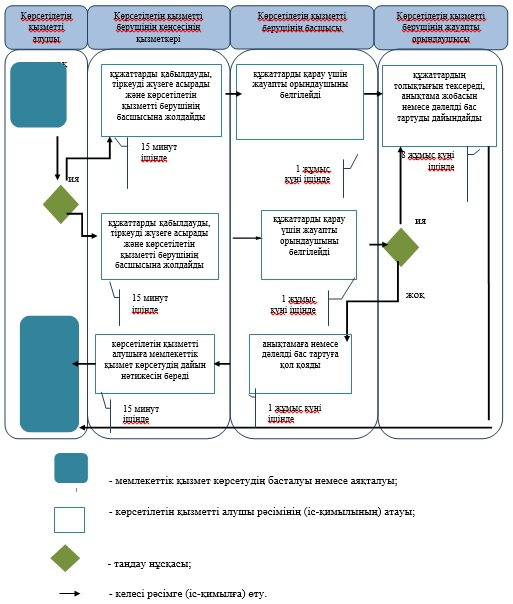 Көрсетілетін
қызметті
алушы
Көрсетілетін қызметті
берушінің кеңсесінің
қызметкері
Көрсетілетін қызметті
берушінің басшысы
Көрсетілетін қызметті
берушінің жауапты
орындаушысы
құжаттарды қабылдауды,
тіркеуді жүзеге асырады
және көрсетілетін
қызметті берушінің
басшысына жолдайды
құжаттарды қарау үшін
жауапты орындаушыны
белгілейді
құжаттардың
толықтығын тексереді,
анықтама жобасын
немесе дәлелді бас
тартуды дайындайды
15 минут
ішінде
1 жұмыс
күні ішінде
8 жұмыс күні
ішінде
ия
құжаттарды қабылдауды,
тіркеуді жүзеге асырады
және көрсетілетін
қызметті берушінің
басшысына жолдайды
құжаттарды қарау
үшін жауапты
орындаушыны
белгілейді
ия
15 минут
ішінде
1 жұмыс
күні ішінде
жоқ
көрсетілетін қызметті
алушыға мемлекеттік
қызмет көрсетудің дайын
нәтижесін береді
анықтамаға немесе
дәлелді бас тартуға
қол қояды
15 минут
ішінде
1 жұмыс күні
ішінде
- мемлекеттік қызмет көрсетудің басталуы немесе аяқталуы;
- көрсетілетін қызметті алушы рәсімінің (іс-қимылының) атауы;
- таңдау нұсқасы;
- келесі рәсімге (іс-қимылға) өту.